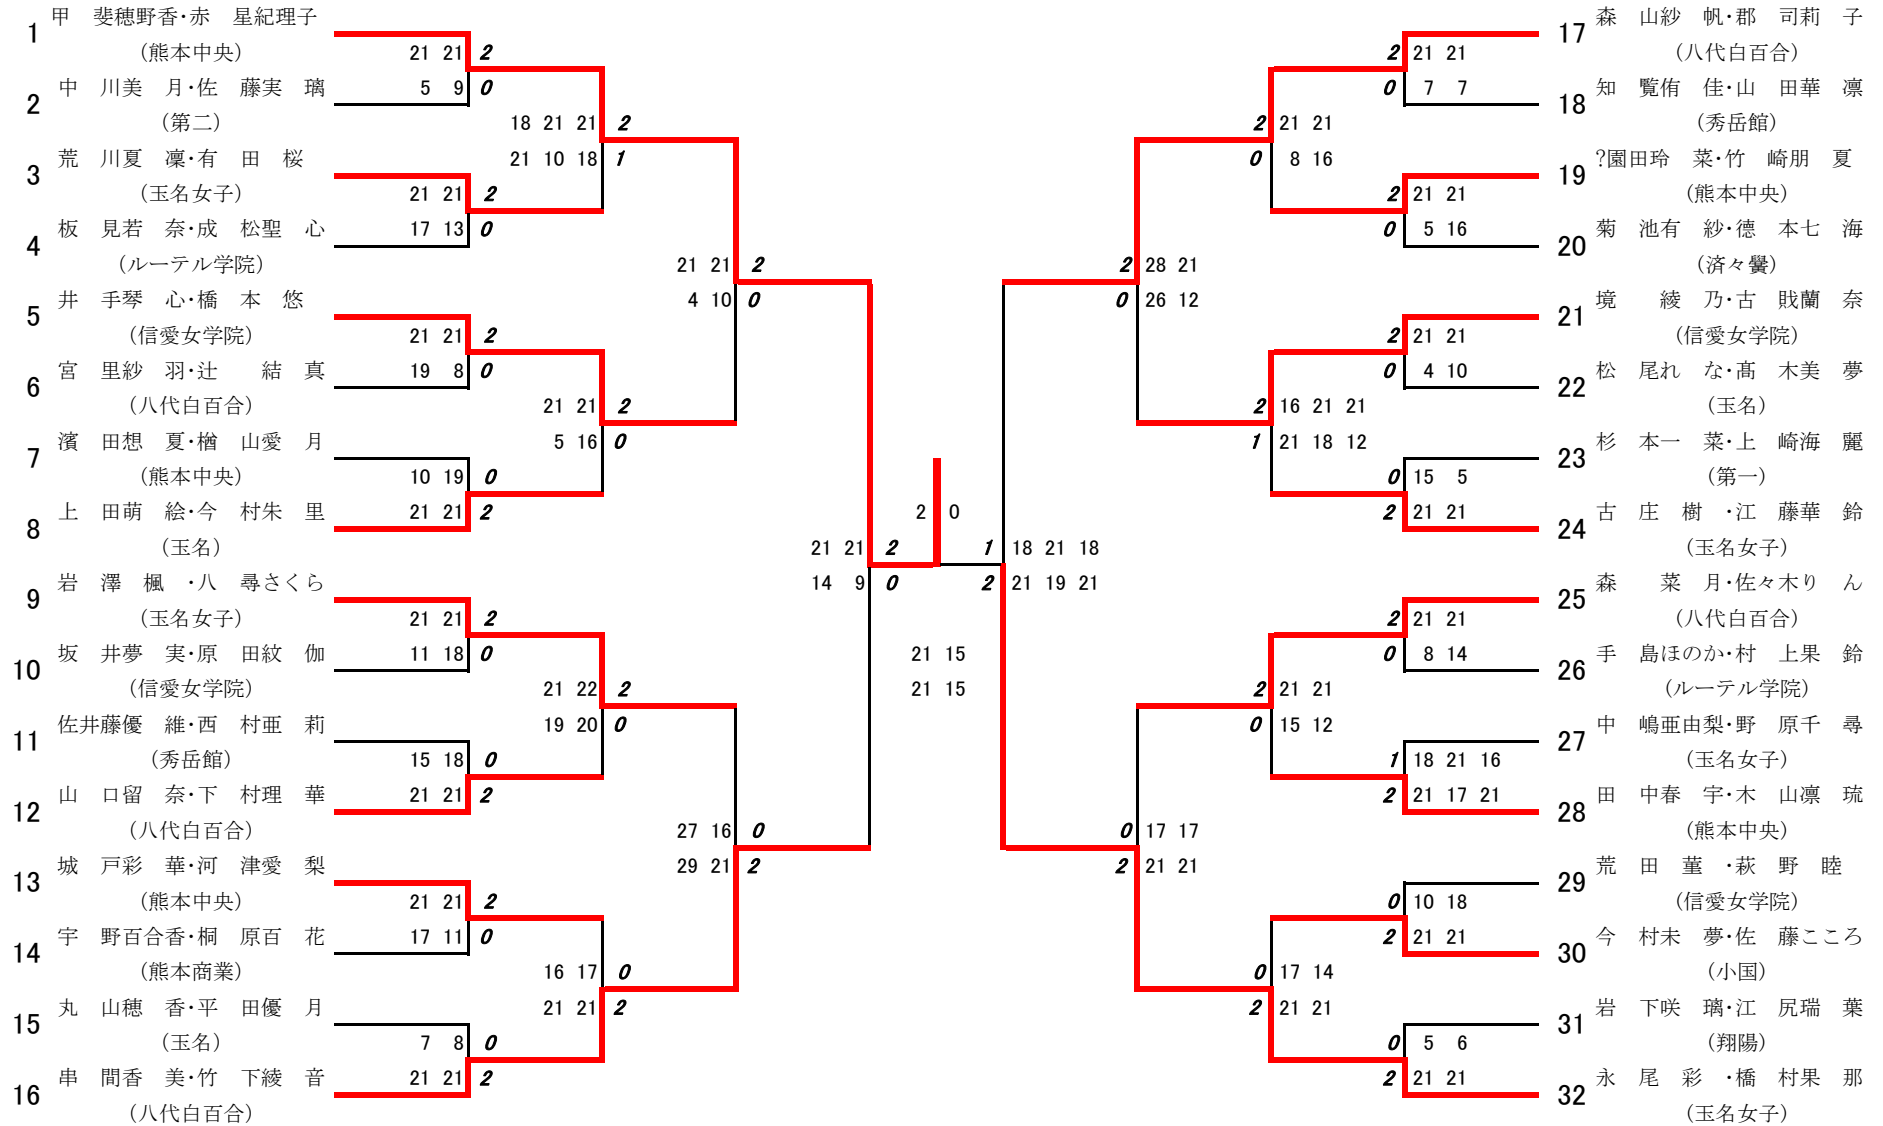 1 甲 斐穂野香・赤 星紀理子
(熊本中央)
21 21 2
2 中 川美 月・佐 藤実 璃
5 9 0
(第二)
18 21 21 2
3 荒 川夏 凜・有 田 桜
21 10 18 1
(玉名女子)
21 21 2
4 板 見若 奈・成 松聖 心
17 13 0
(ルーテル学院)
21 21 2
5 井 手琴 心・橋 本 悠
4 10 0
(信愛女学院)
21 21 2
6 宮 里紗 羽・辻 結 真
19 8 0
(八代白百合)
21 21 2
7 濱 田想 夏・楢 山愛 月
5 16 0
(熊本中央)
10 19 0
8 上 田萌 絵・今 村朱 里
21 21 2
(玉名)
21 21 2
9 岩 澤 楓 ・八 尋さくら
14 9 0
(玉名女子)
21 21 2
10 坂 井夢 実・原 田紋 伽
11 18 0
(信愛女学院)
21 22 2
11 佐井藤優 維・西 村亜 莉
19 20 0
(秀岳館)
15 18 0
12 山 口留 奈・下 村理 華
21 21 2
(八代白百合)
27 16 0
13 城 戸彩 華・河 津愛 梨
29 21 2
(熊本中央)
21 21 2
14 宇 野百合香・桐 原百 花
17 11 0
(熊本商業)
16 17 0
15 丸 山穂 香・平 田優 月
21 21 2
(玉名)
7 8 0
16 串 間香 美・竹 下綾 音
21 21 2
(八代白百合)
2 0
21 15
21 15
17 森 山紗 帆・郡 司莉 子
(八代白百合)
2 21 21
18 知 覧侑 佳・山 田華 凛
0 7 7
(秀岳館)
2 21 21
19 ?園田玲 菜・竹 崎朋 夏
0 8 16
(熊本中央)
2 21 21
20 菊 池有 紗・德 本七 海
0 5 16
(済々黌)
2 28 21
21 境 綾 乃・古 賎蘭 奈
0 26 12
(信愛女学院)
2 21 21
22 松 尾れ な・髙 木美 夢
0 4 10
(玉名)
2 16 21 21
23 杉 本一 菜・上 崎海 麗
1 21 18 12
(第一)
0 15 5
24 古 庄 樹 ・江 藤華 鈴
2 21 21
(玉名女子)
1 18 21 18
25 森 菜 月・佐々木り ん
2 21 19 21
(八代白百合)
2 21 21
26 手 島ほのか・村 上果 鈴
0 8 14
(ルーテル学院)
2 21 21
27 中 嶋亜由梨・野 原千 尋
0 15 12
(玉名女子)
1 18 21 16
28 田 中春 宇・木 山凛 琉
2 21 17 21
(熊本中央)
0 17 17
29 荒 田 菫 ・萩 野 睦
2 21 21
(信愛女学院)
0 10 18
30 今 村未 夢・佐 藤こころ
2 21 21
(小国)
0 17 14
31 岩 下咲 璃・江 尻瑞 葉
2 21 21
(翔陽)
0 5 6
32 永 尾 彩 ・橋 村果 那
2 21 21
(玉名女子)